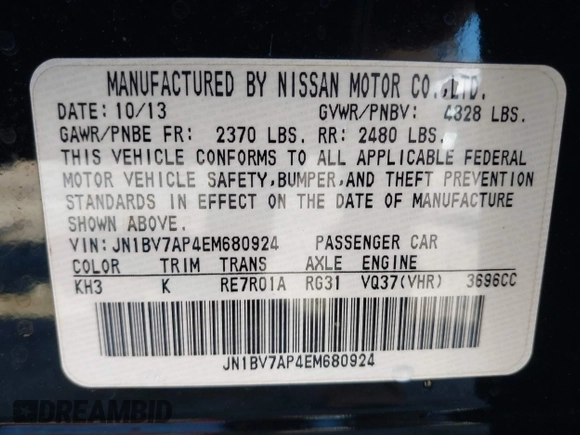 MANUFACTURED BY NISSAN MOTOR CO.,LTD.
DATE: 10/13 GVWR/PNBV: 4328 LBS.
GAWR/PNBE FR: 2370 LBS. RR: 2480 LBS.
THIS VEHICLE CONFORMS TO ALL APPLICABLE FEDERAL
MOTOR VEHICLE SAFETY,BUMPER,AND THEFT PREVENTION
STANDARDS IN EFFECT ON THE DATE OF MANUFACTURE
SHOWN ABOVE.
VIN: JN1BV7AP4EM680924 PASSENGER CAR
COLOR TRIM TRANS AXLE ENGINE
KH3 K RE7R01A RG31 VQ37(VHR) 3696CC
JN1BV7AP4EM680924
DREAMBID